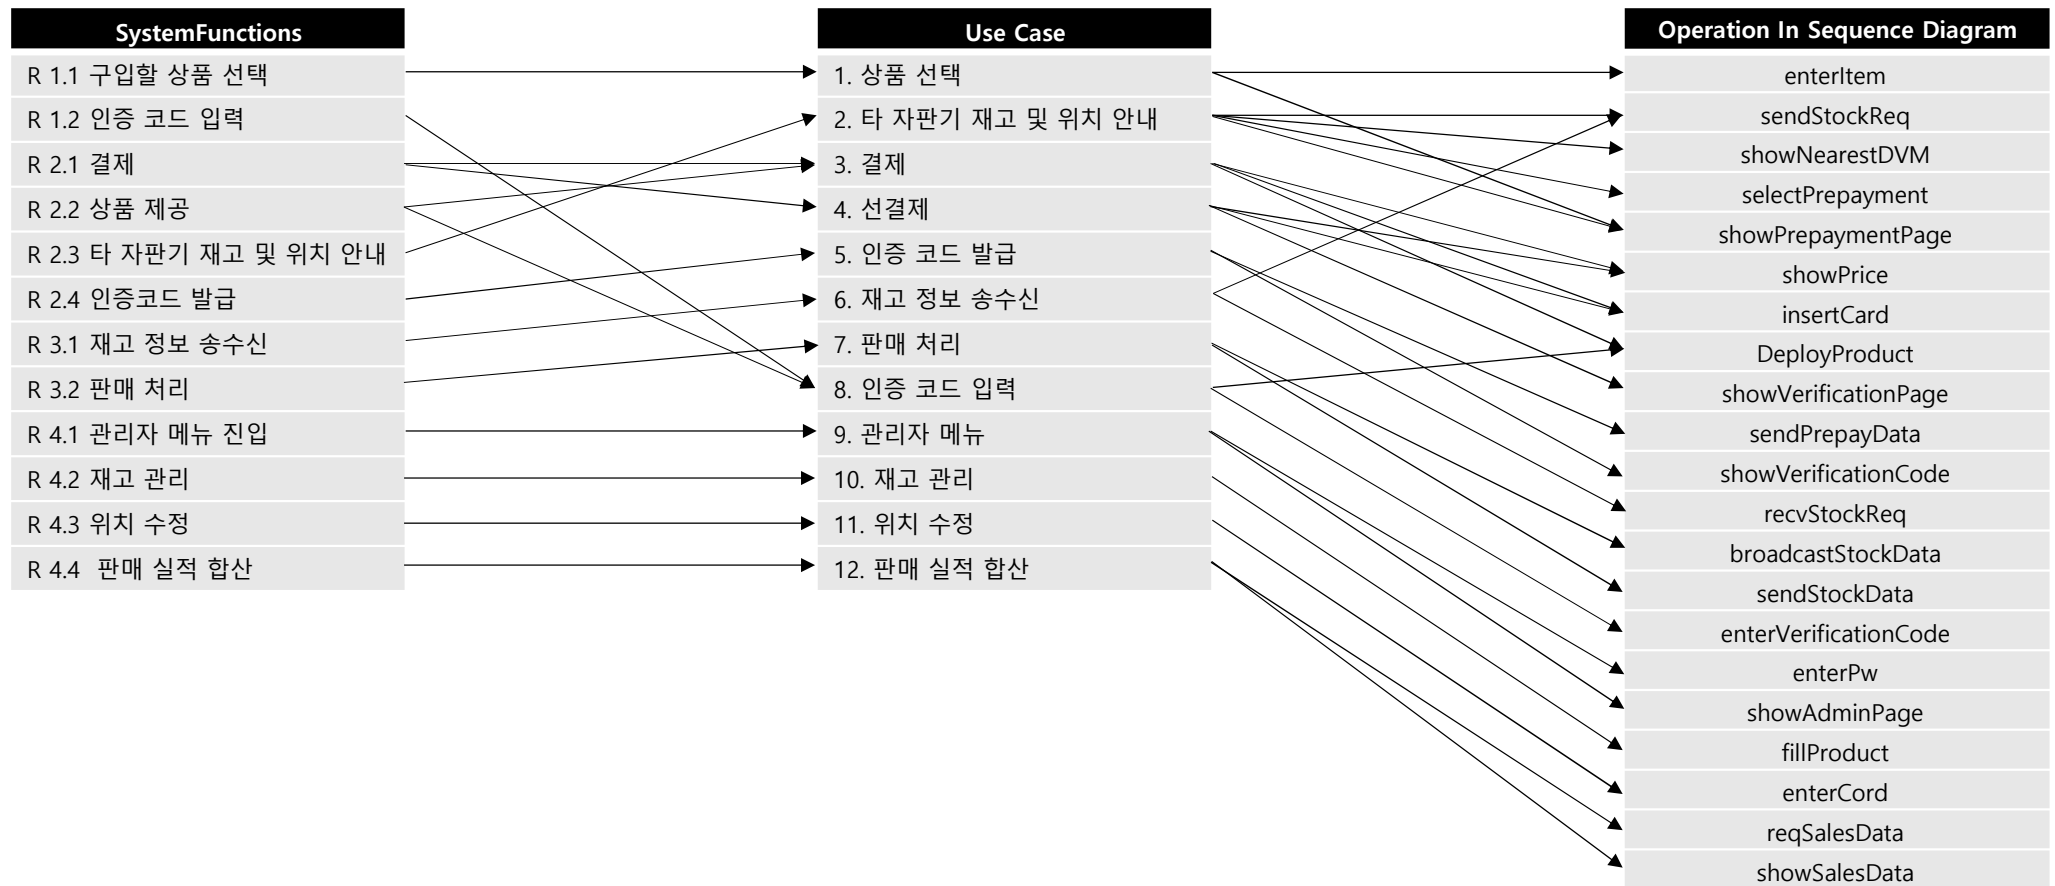 SystemFunctions
R 1.1 구입할 상품 선택
R 1.2 인증 코드 입력
R 2.1 결제
R 2.2 상품 제공
R 2.3 타 자판기 재고 및 위치 안내
R 2.4 인증코드 발급
R 3.1 재고 정보 송수신
R 3.2 판매 처리
R 4.1 관리자 메뉴 진입
R 4.2 재고 관리
R 4.3 위치 수정
R 4.4 판매 실적 합산
Use Case
1. 상품 선택
2. 타 자판기 재고 및 위치 안내
3. 결제
4. 선결제
5. 인증 코드 발급
6. 재고 정보 송수신
7. 판매 처리
8. 인증 코드 입력
9. 관리자 메뉴
10. 재고 관리
11. 위치 수정
12. 판매 실적 합산
Operation In Sequence Diagram
enterItem
sendStockReq
showNearestDVM
selectPrepayment
showPrepaymentPage
showPrice
insertCard
DeployProduct
showVerificationPage
sendPrepayData
showVerificationCode
recvStockReq
broadcastStockData
sendStockData
enterVerificationCode
enterPw
showAdminPage
fillProduct
enterCord
reqSalesData
showSalesData